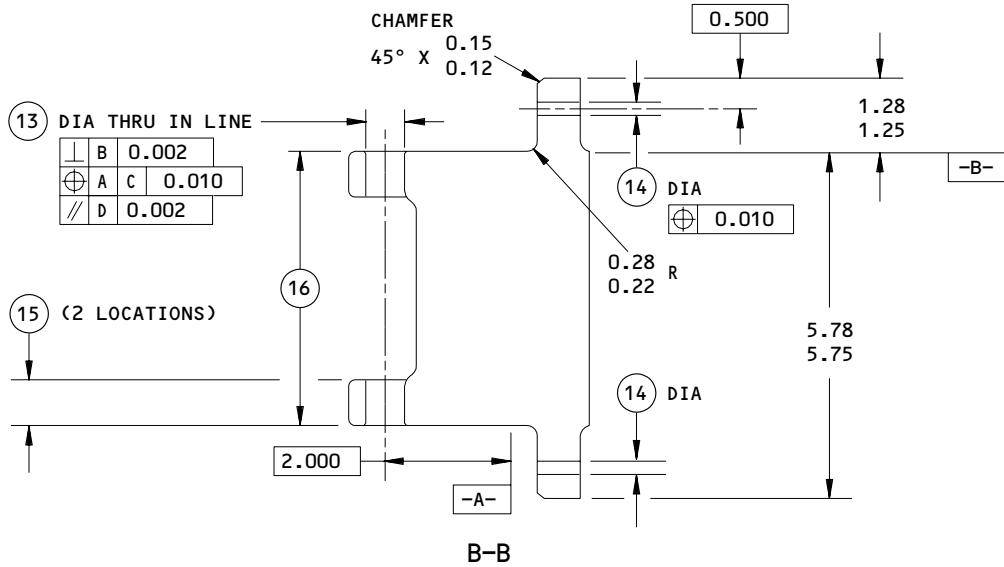 CHAMFER
45° X 0.15
0.12
0.500
1.28
1.25
-B-
13 DIA THRU IN LINE
⊥ B 0.002
⌖ A C 0.010
// D 0.002
14 DIA
⌖ 0.010
0.28
0.22 R
16
15 (2 LOCATIONS)
5.78
5.75
14 DIA
2.000
-A-
B-B